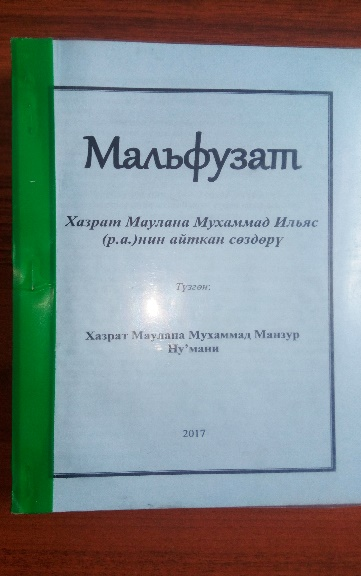 Мальфузат
Хазрат Маулана Мухаммад Ильяс
(р.а.)нин айткан сөздөрү
Түзгөн:
Хазрат Маулана Мухаммад Манзур
Ну’мани
2017